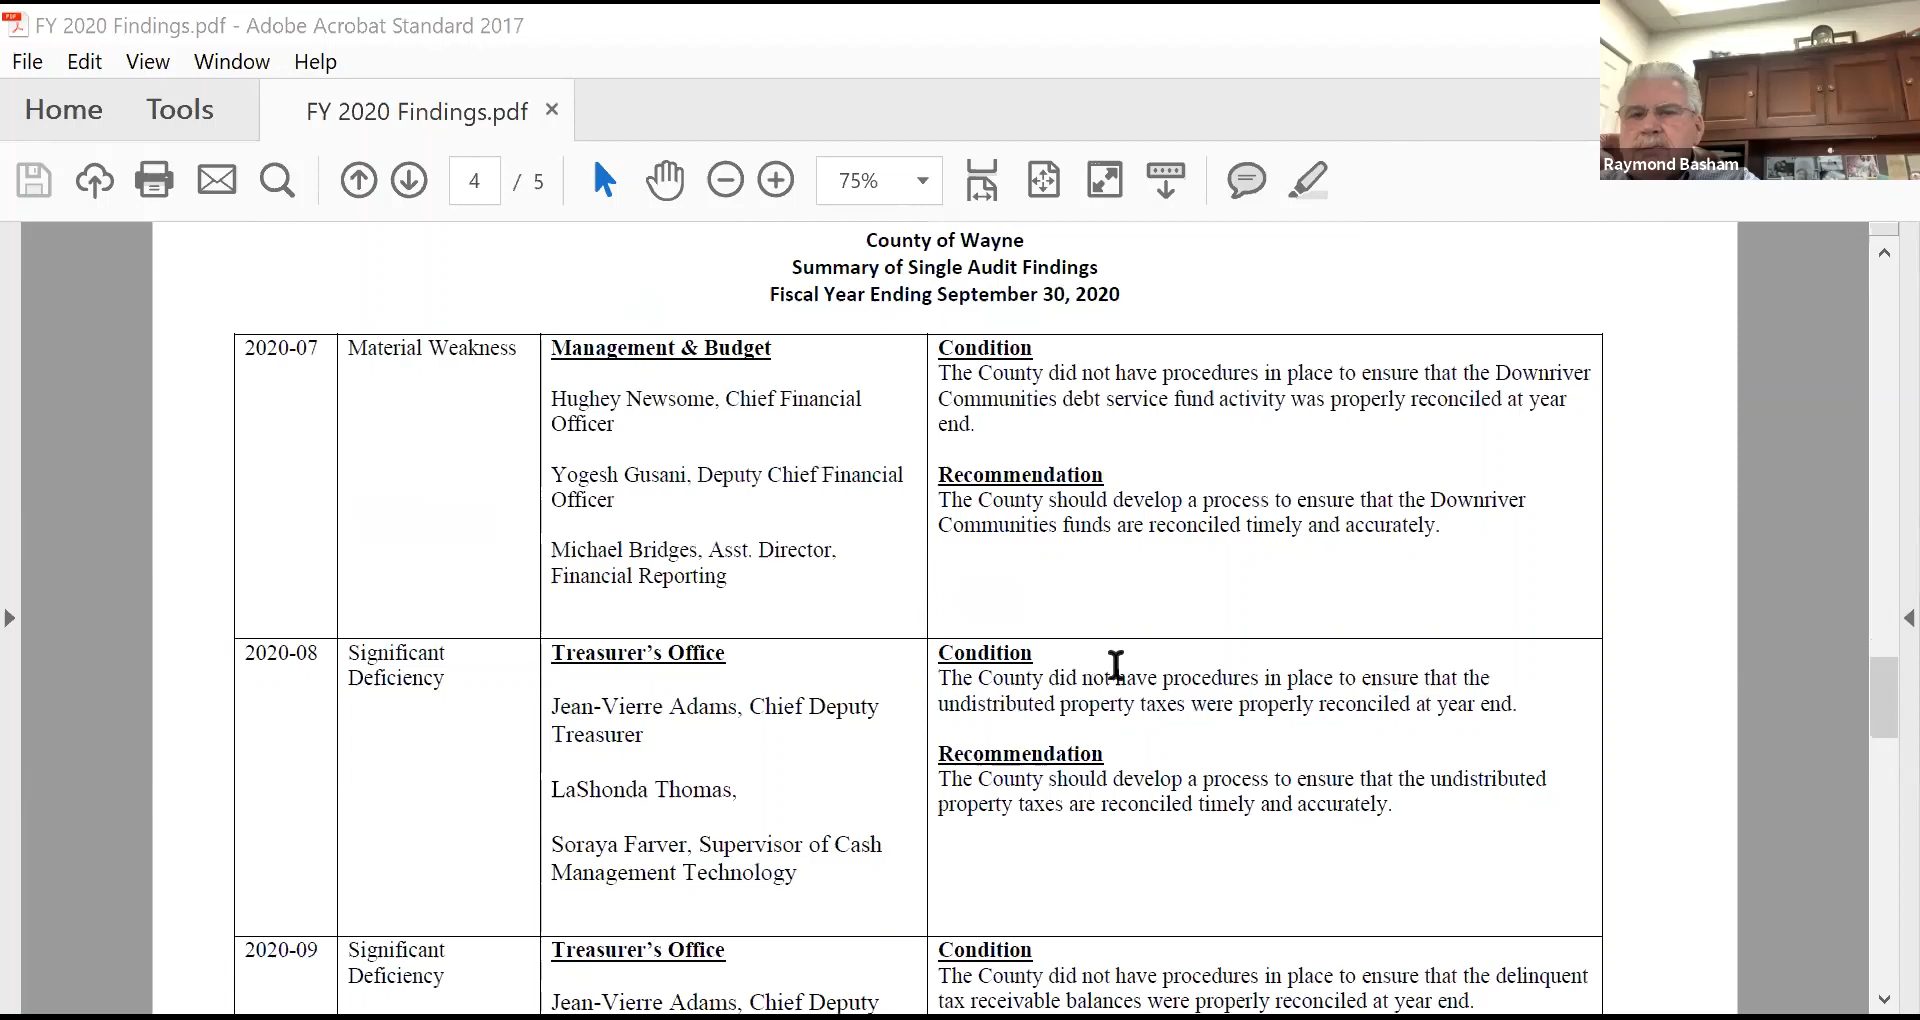 FY 2020 Findings.pdf - Adobe Acrobat Standard 2017
File Edit View Window Help
Home Tools FY 2020 Findings.pdf ×
4 / 5 75%
Raymond Basham
County of Wayne
Summary of Single Audit Findings
Fiscal Year Ending September 30, 2020
2020-07
Material Weakness
Management & Budget
Hughey Newsome, Chief Financial
Officer
Yogesh Gusani, Deputy Chief Financial
Officer
Michael Bridges, Asst. Director,
Financial Reporting
Condition
The County did not have procedures in place to ensure that the Downriver
Communities debt service fund activity was properly reconciled at year
end.
Recommendation
The County should develop a process to ensure that the Downriver
Communities funds are reconciled timely and accurately.
2020-08
Significant
Deficiency
Treasurer’s Office
Jean-Vierre Adams, Chief Deputy
Treasurer
LaShonda Thomas,
Soraya Farver, Supervisor of Cash
Management Technology
Condition
The County did not have procedures in place to ensure that the
undistributed property taxes were properly reconciled at year end.
Recommendation
The County should develop a process to ensure that the undistributed
property taxes are reconciled timely and accurately.
2020-09
Significant
Deficiency
Treasurer’s Office
Jean-Vierre Adams, Chief Deputy
Condition
The County did not have procedures in place to ensure that the delinquent
tax receivable balances were properly reconciled at year end.